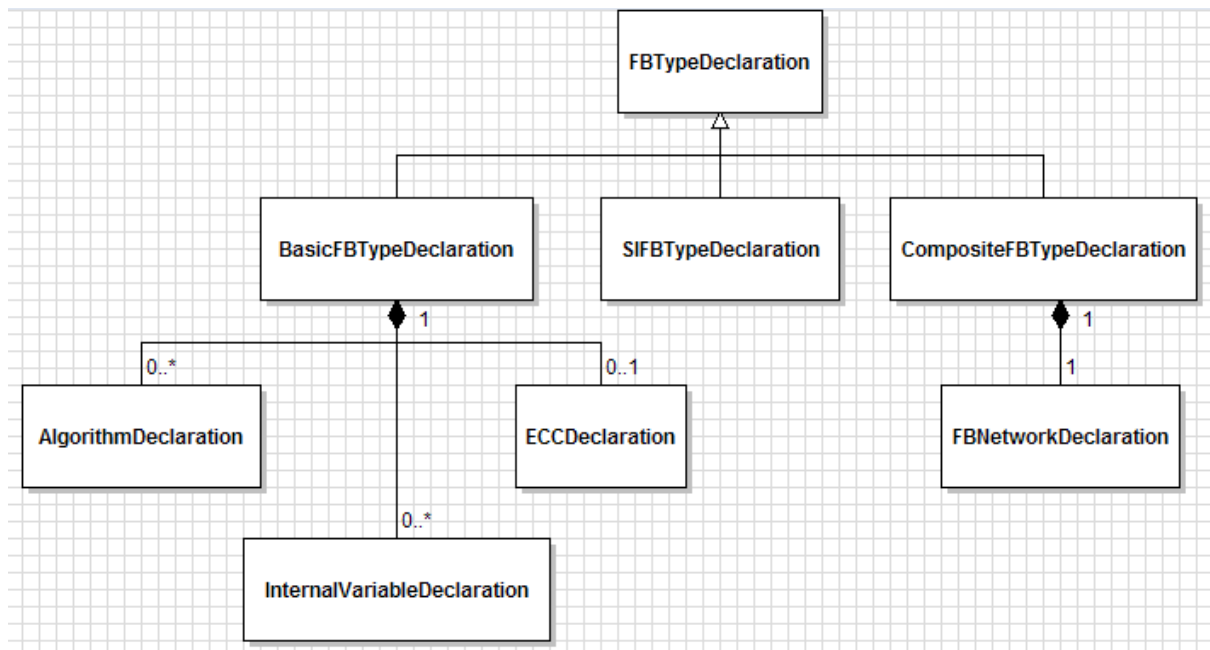 FBTypeDeclaration
BasicFBTypeDeclaration
SIFBTypeDeclaration
CompositeFBTypeDeclaration
1
1
0..*
0..1
1
AlgorithmDeclaration
ECCDeclaration
FBNetworkDeclaration
0..*
InternalVariableDeclaration